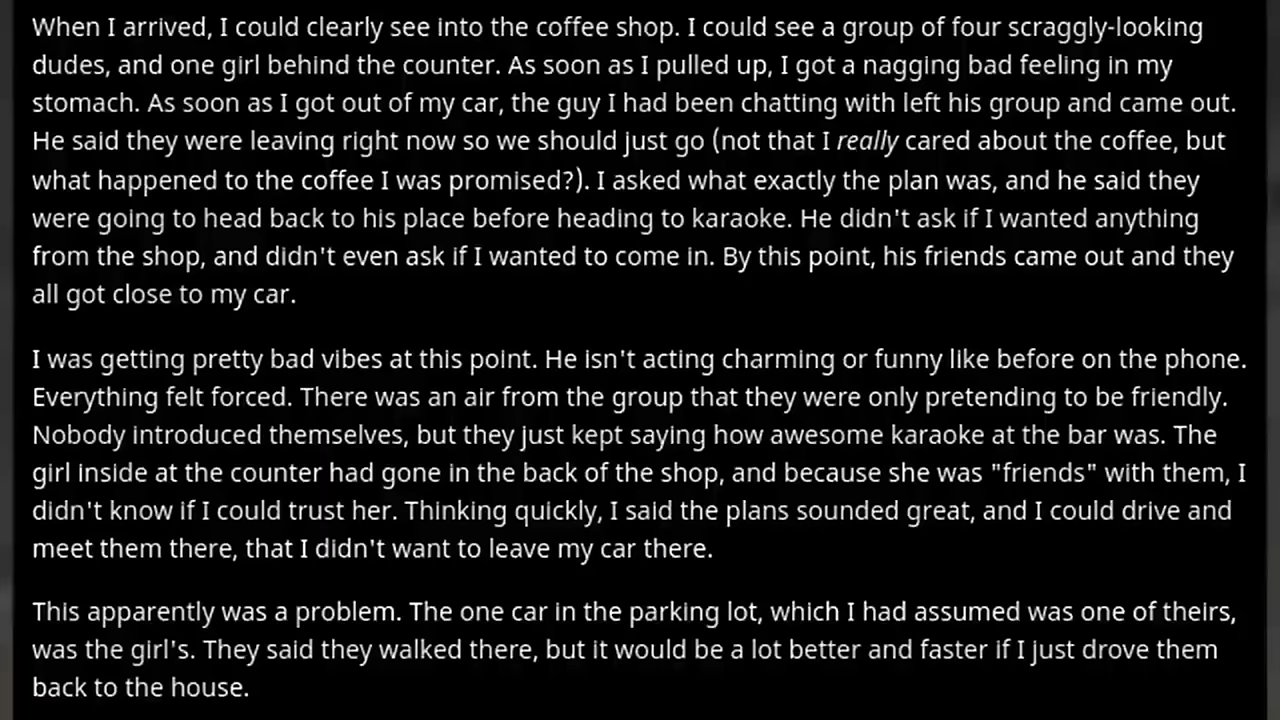 When I arrived, I could clearly see into the coffee shop. I could see a group of four scraggly-looking
dudes, and one girl behind the counter. As soon as I pulled up, I got a nagging bad feeling in my
stomach. As soon as I got out of my car, the guy I had been chatting with left his group and came out.
He said they were leaving right now so we should just go (not that I really cared about the coffee, but
what happened to the coffee I was promised?). I asked what exactly the plan was, and he said they
were going to head back to his place before heading to karaoke. He didn't ask if I wanted anything
from the shop, and didn't even ask if I wanted to come in. By this point, his friends came out and they
all got close to my car.
I was getting pretty bad vibes at this point. He isn't acting charming or funny like before on the phone.
Everything felt forced. There was an air from the group that they were only pretending to be friendly.
Nobody introduced themselves, but they just kept saying how awesome karaoke at the bar was. The
girl inside at the counter had gone in the back of the shop, and because she was "friends" with them, I
didn't know if I could trust her. Thinking quickly, I said the plans sounded great, and I could drive and
meet them there, that I didn't want to leave my car there.
This apparently was a problem. The one car in the parking lot, which I had assumed was one of theirs,
was the girl's. They said they walked there, but it would be a lot better and faster if I just drove them
back to the house.